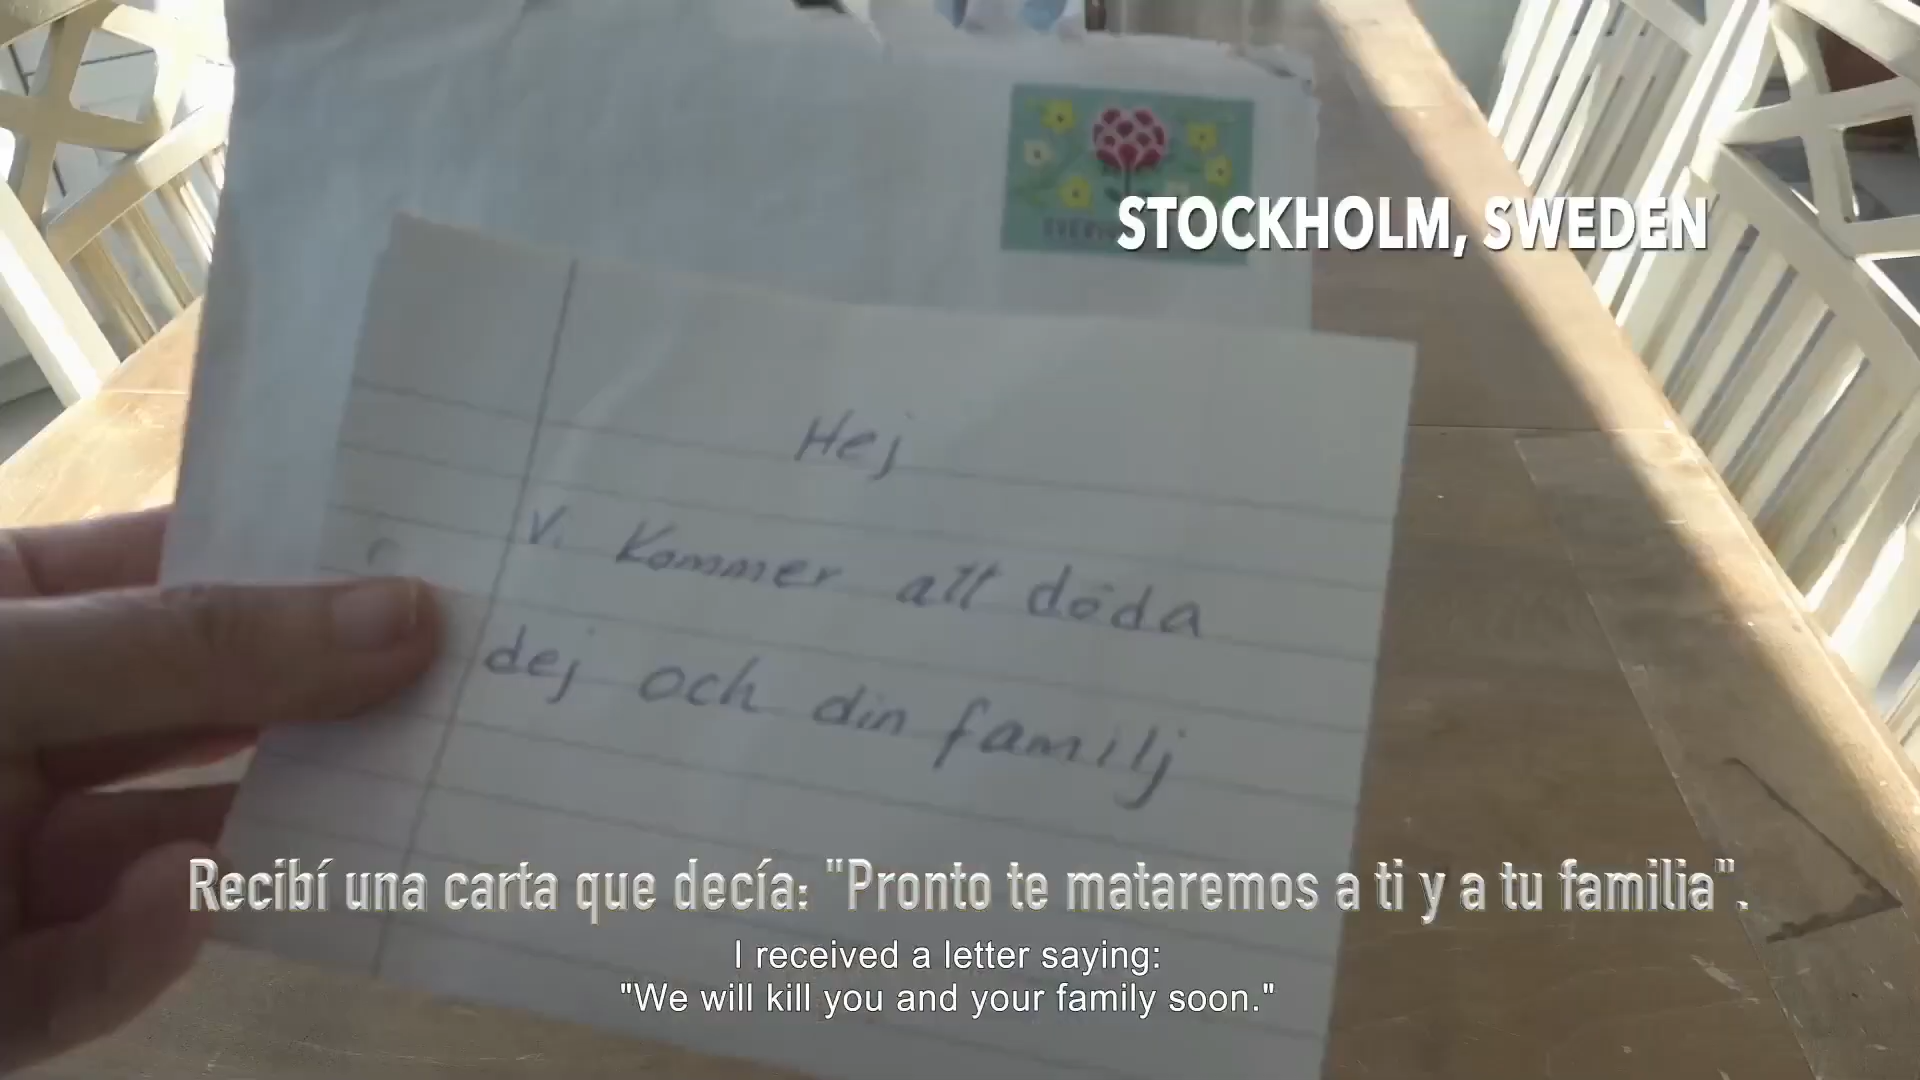 STOCKHOLM, SWEDEN
Hej
Vi Kommer att döda
dej och din familj
Recibí una carta que decía: "Pronto te mataremos a ti y a tu familia".
I received a letter saying:
"We will kill you and your family soon."